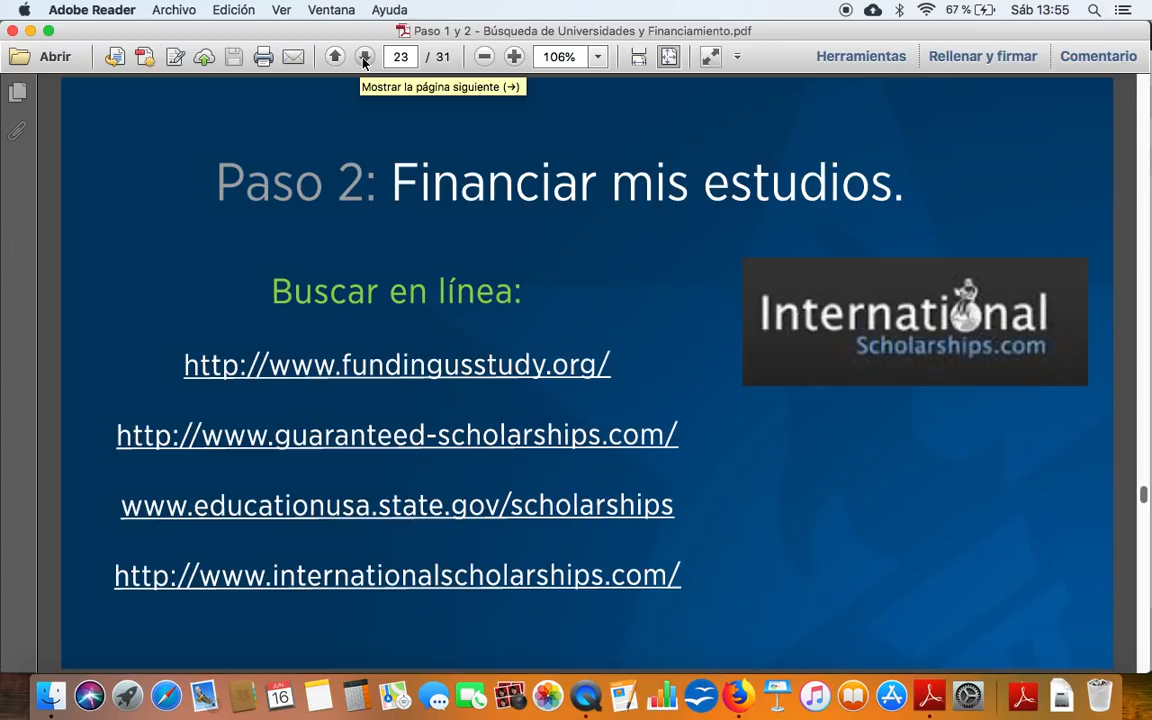 Adobe Reader Archivo Edición Ver Ventana Ayuda 67 % Sáb 13:55
Paso 1 y 2 - Búsqueda de Universidades y Financiamiento.pdf
Abrir 23 / 31 106% Herramientas Rellenar y firmar Comentario
Mostrar la página siguiente (→)
Paso 2: Financiar mis estudios.
Buscar en línea:
International
Scholarships.com
http://www.fundingusstudy.org/
http://www.guaranteed-scholarships.com/
www.educationusa.state.gov/scholarships
http://www.internationalscholarships.com/
JUN
16